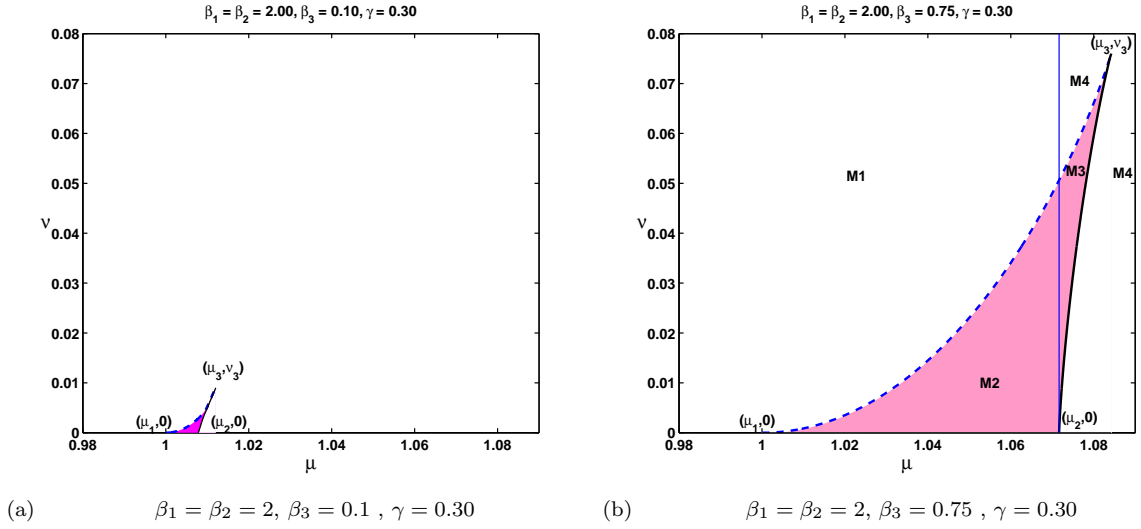 β1 = β2 = 2.00, β3 = 0.10, γ = 0.30
0.08
0.07
0.06
0.05
ν
0.04
0.03
0.02
0.01
0
(μ3,ν3)
(μ1,0)
(μ2,0)
0.98
1
1.02
1.04
1.06
1.08
μ
β1 = β2 = 2.00, β3 = 0.75, γ = 0.30
0.08
0.07
0.06
0.05
ν
0.04
0.03
0.02
0.01
0
(μ3,ν3)
M4
M1
M3
M4
M2
(μ1,0)
(μ2,0)
0.98
1
1.02
1.04
1.06
1.08
μ
(a) β1 = β2 = 2, β3 = 0.1 , γ = 0.30
(b) β1 = β2 = 2, β3 = 0.75 , γ = 0.30